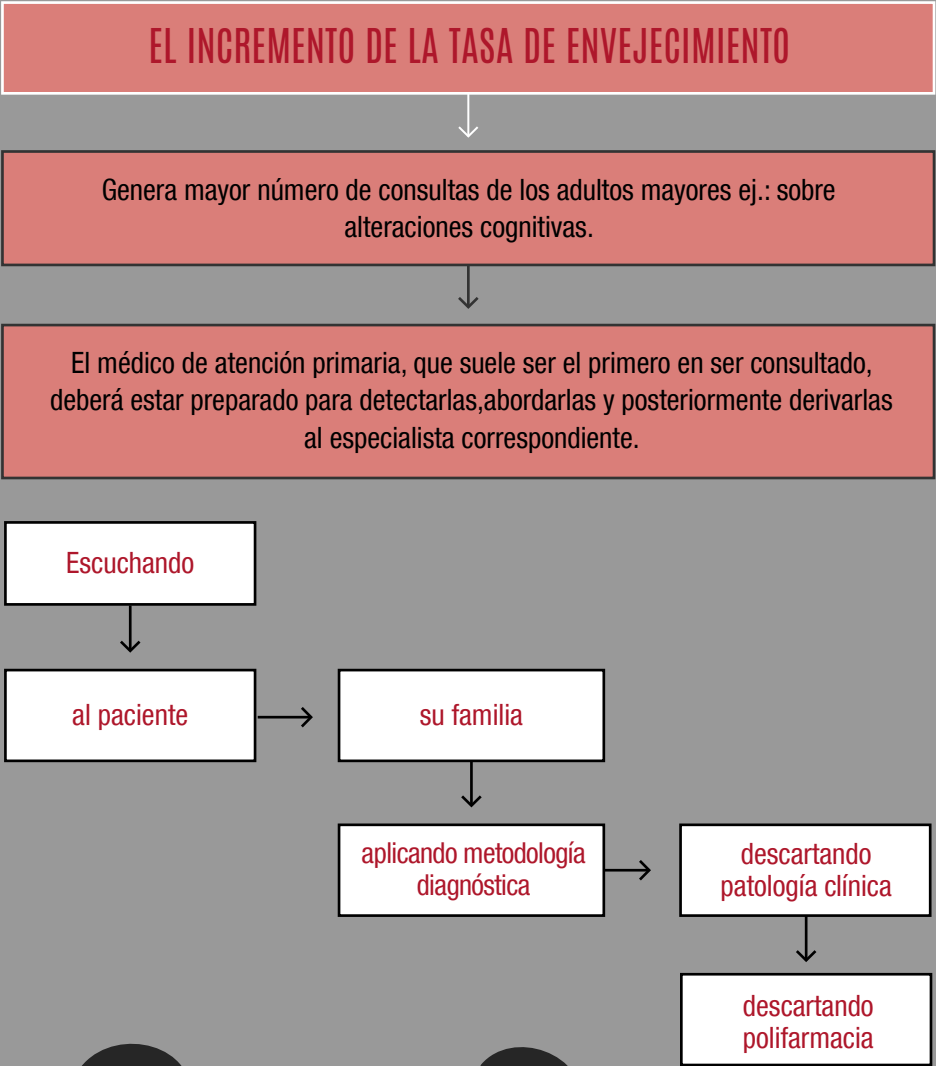 EL INCREMENTO DE LA TASA DE ENVEJECIMIENTO
Genera mayor número de consultas de los adultos mayores ej.: sobre
alteraciones cognitivas.
El médico de atención primaria, que suele ser el primero en ser consultado,
deberá estar preparado para detectarlas,abordarlas y posteriormente derivarlas
al especialista correspondiente.
Escuchando
al paciente
su familia
aplicando metodología
diagnóstica
descartando
patología clínica
descartando
polifarmacia